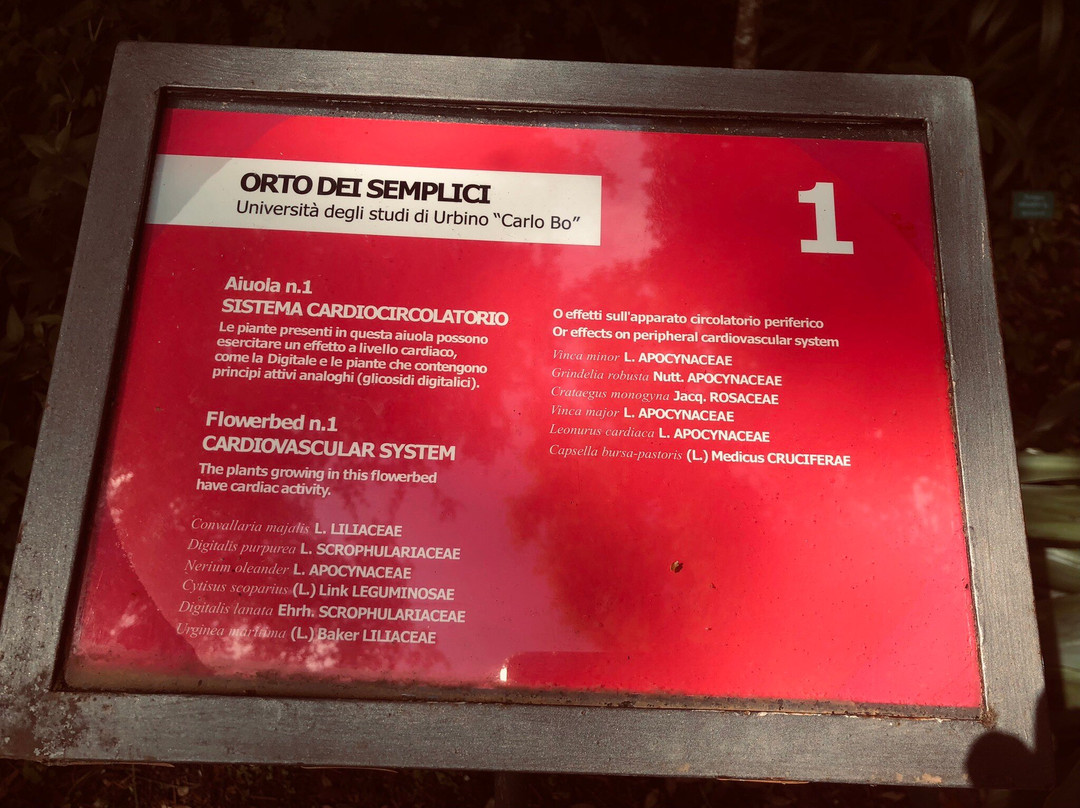 ORTO DEI SEMPLICI
Università degli studi di Urbino "Carlo Bo"
1
Aiuola n.1
SISTEMA CARDIOCIRCOLATORIO
Le piante presenti in questa aiuola possono
esercitare un effetto a livello cardiaco,
come la Digitale e le piante che contengono
principi attivi analoghi (glicosidi digitalici).
Flowerbed n.1
CARDIOVASCULAR SYSTEM
The plants growing in this flowerbed
have cardiac activity.
Convallaria majalis L. LILIACEAE
Digitalis purpurea L. SCROPHULARIACEAE
Nerium oleander L. APOCYNACEAE
Cytisus scoparius (L.) Link LEGUMINOSAE
Digitalis lanata Ehrh. SCROPHULARIACEAE
Urginea maritima (L.) Baker LILIACEAE
O effetti sull'apparato circolatorio periferico
Or effects on peripheral cardiovascular system
Vinca minor L. APOCYNACEAE
Grindelia robusta Nutt. APOCYNACEAE
Crataegus monogyna Jacq. ROSACEAE
Vinca major L. APOCYNACEAE
Leonurus cardiaca L. APOCYNACEAE
Capsella bursa-pastoris (L.) Medicus CRUCIFERAE